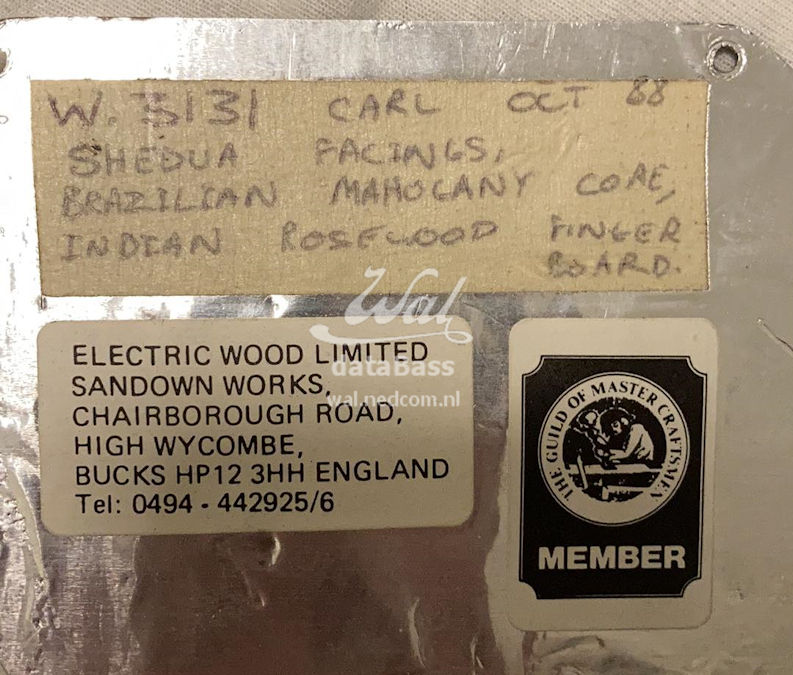 W.3131 CARL OCT 88
SHEDUA FACINGS,
BRAZILIAN MAHOGANY CORE,
INDIAN ROSEWOOD FINGER
BOARD.
Wal
dataBass
wal.nedcom.nl
ELECTRIC WOOD LIMITED
SANDOWN WORKS,
CHAIRBOROUGH ROAD,
HIGH WYCOMBE,
BUCKS HP12 3HH ENGLAND
Tel: 0494 - 442925/6
THE GUILD OF MASTER CRAFTSMEN
MEMBER